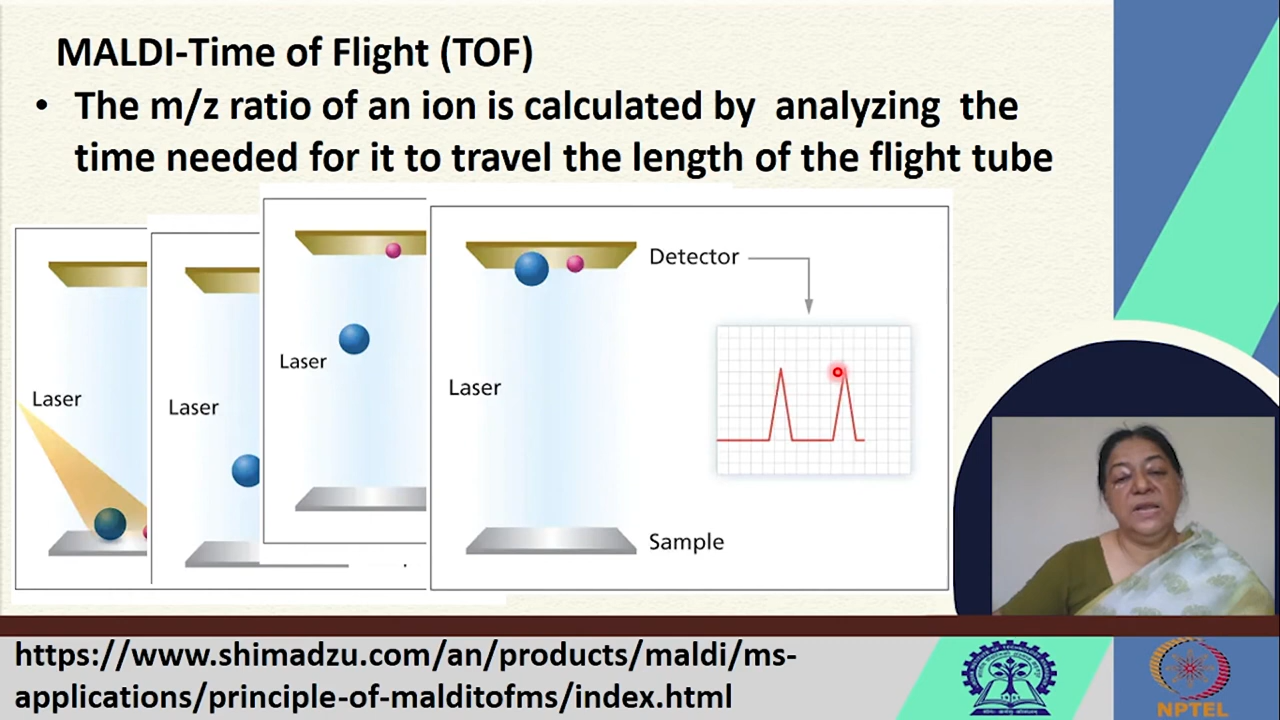 MALDI-Time of Flight (TOF)
• The m/z ratio of an ion is calculated by analyzing the
time needed for it to travel the length of the flight tube
Laser
Laser
Laser
Laser
Detector
Sample
https://www.shimadzu.com/an/products/maldi/ms-
applications/principle-of-malditofms/index.html
NPTEL